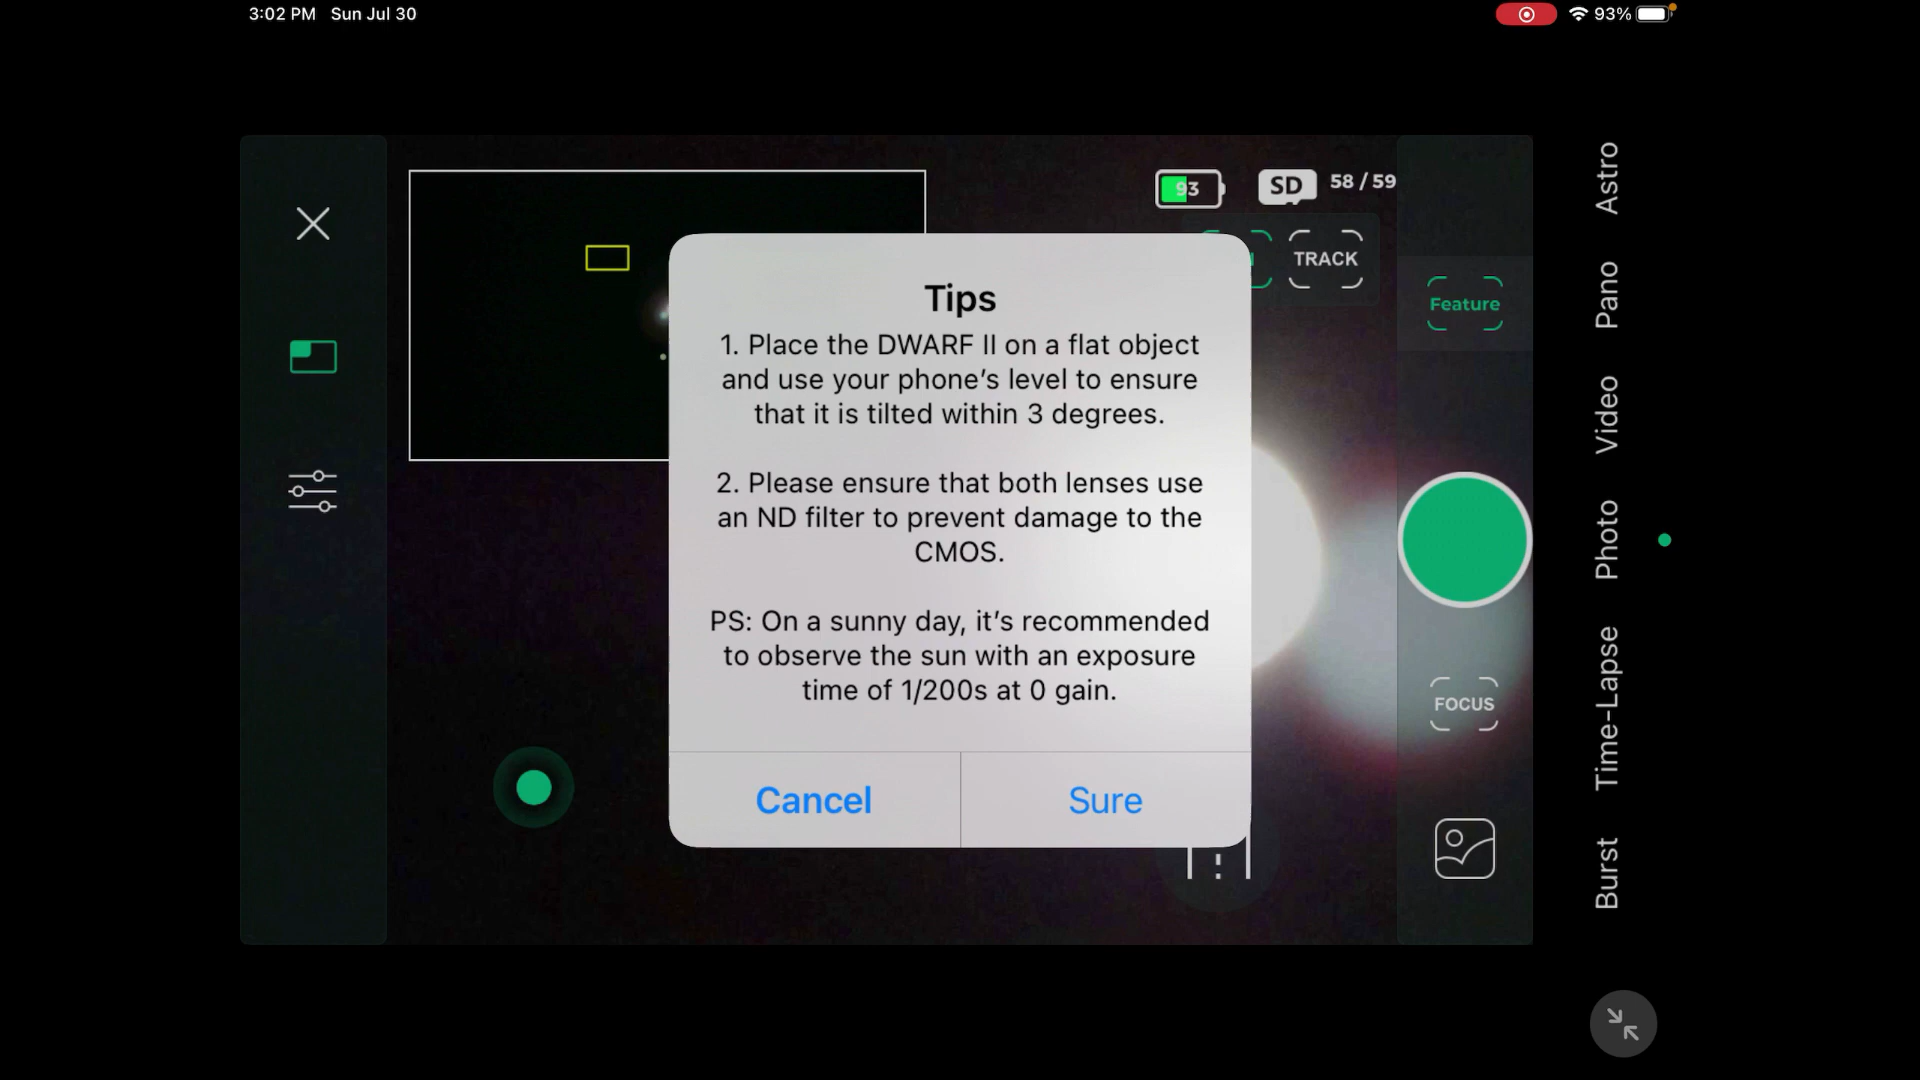 3:02 PM Sun Jul 30
93%
93
SD
58 / 59
TRACK
Feature
FOCUS
Astro
Pano
Video
Photo
Time-Lapse
Burst
Tips
1. Place the DWARF II on a flat object
and use your phone’s level to ensure
that it is tilted within 3 degrees.
2. Please ensure that both lenses use
an ND filter to prevent damage to the
CMOS.
PS: On a sunny day, it’s recommended
to observe the sun with an exposure
time of 1/200s at 0 gain.
Cancel
Sure